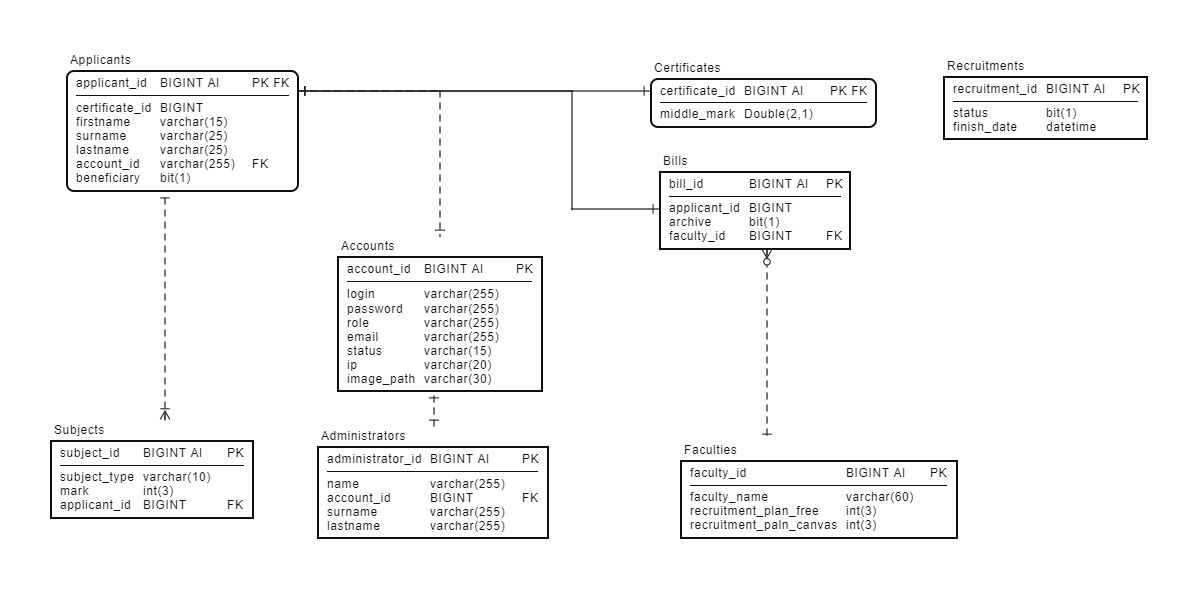 Applicants
applicant_id BIGINT AI PK FK
certificate_id BIGINT
firstname varchar(15)
surname varchar(25)
lastname varchar(25)
account_id varchar(255) FK
beneficiary bit(1)
Certificates
certificate_id BIGINT AI PK FK
middle_mark Double(2,1)
Recruitments
recruitment_id BIGINT AI PK
status bit(1)
finish_date datetime
Bills
bill_id BIGINT AI PK
applicant_id BIGINT
archive bit(1)
faculty_id BIGINT FK
Accounts
account_id BIGINT AI PK
login varchar(255)
password varchar(255)
role varchar(255)
email varchar(255)
status varchar(15)
ip varchar(20)
image_path varchar(30)
Subjects
subject_id BIGINT AI PK
subject_type varchar(10)
mark int(3)
applicant_id BIGINT FK
Administrators
administrator_id BIGINT AI PK
name varchar(255)
account_id BIGINT FK
surname varchar(255)
lastname varchar(255)
Faculties
faculty_id BIGINT AI PK
faculty_name varchar(60)
recruitment_plan_free int(3)
recruitment_paln_canvas int(3)